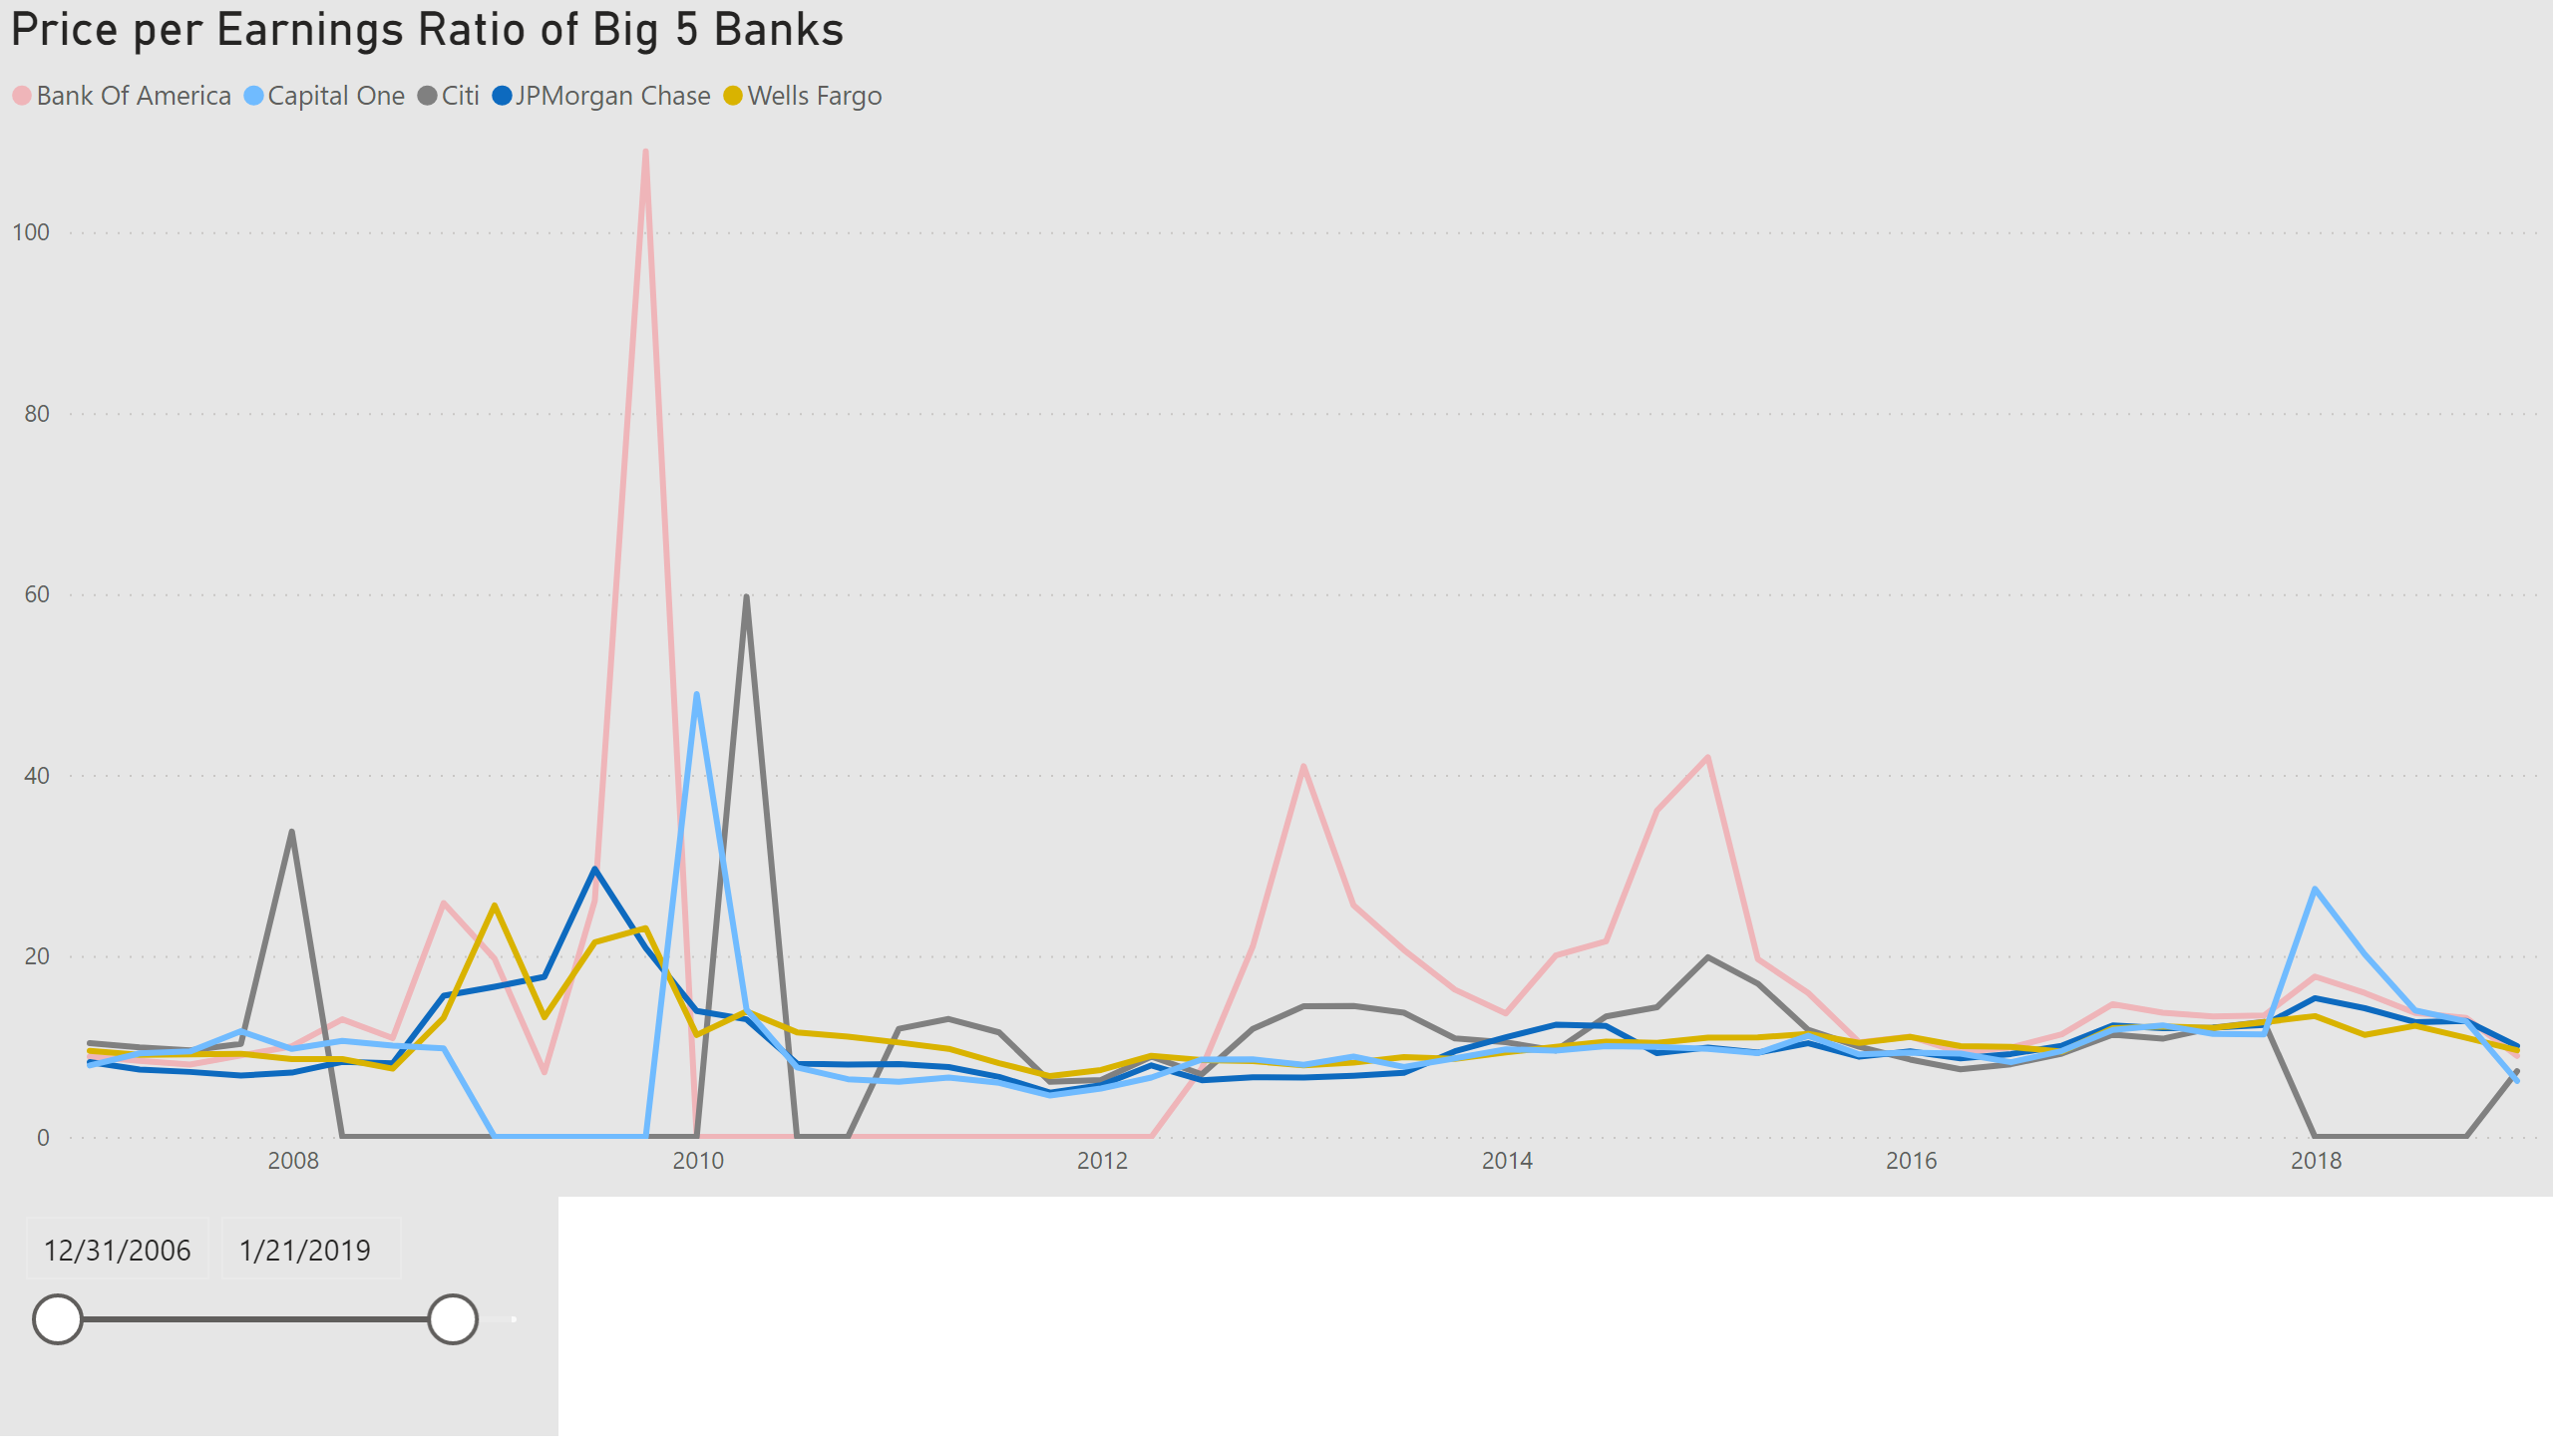 Price per Earnings Ratio of Big 5 Banks
Bank Of America Capital One Citi JPMorgan Chase Wells Fargo
100
80
60
40
20
0
2008 2010 2012 2014 2016 2018
12/31/2006 1/21/2019